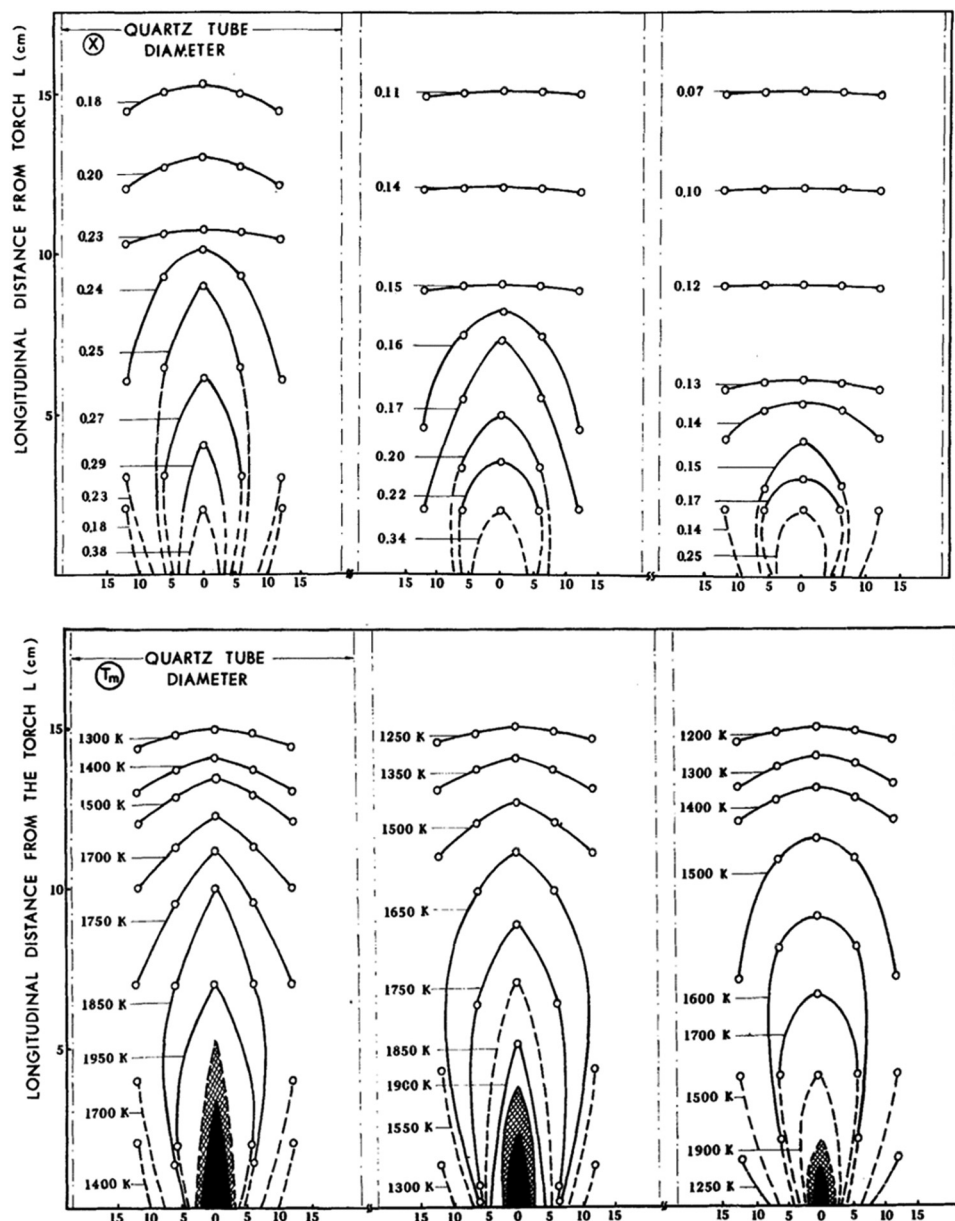 LONGITUDINAL DISTANCE FROM TORCH L (cm)
QUARTZ TUBE
X DIAMETER
15
10
5
0.18
0.20
0.23
0.24
0.25
0.27
0.29
0.23
0.18
0.38
15 10 5 0 5 10 15
0.11
0.14
0.15
0.16
0.17
0.20
0.22
0.34
15 10 5 0 5 10 15
0.07
0.10
0.12
0.13
0.14
0.15
0.17
0.14
0.25
15 10 5 0 5 10 15
LONGITUDINAL DISTANCE FROM THE TORCH L (cm)
QUARTZ TUBE
Tm DIAMETER
15
10
5
1300 K
1400 K
1500 K
1700 K
1750 K
1850 K
1950 K
1700 K
1400 K
15 10 5 0 5 10 15
1250 K
1350 K
1500 K
1650 K
1750 K
1850 K
1900 K
1550 K
1300 K
15 10 5 0 5 10 15
1200 K
1300 K
1400 K
1500 K
1600 K
1700 K
1500 K
1900 K
1250 K
15 10 5 0 5 10 15